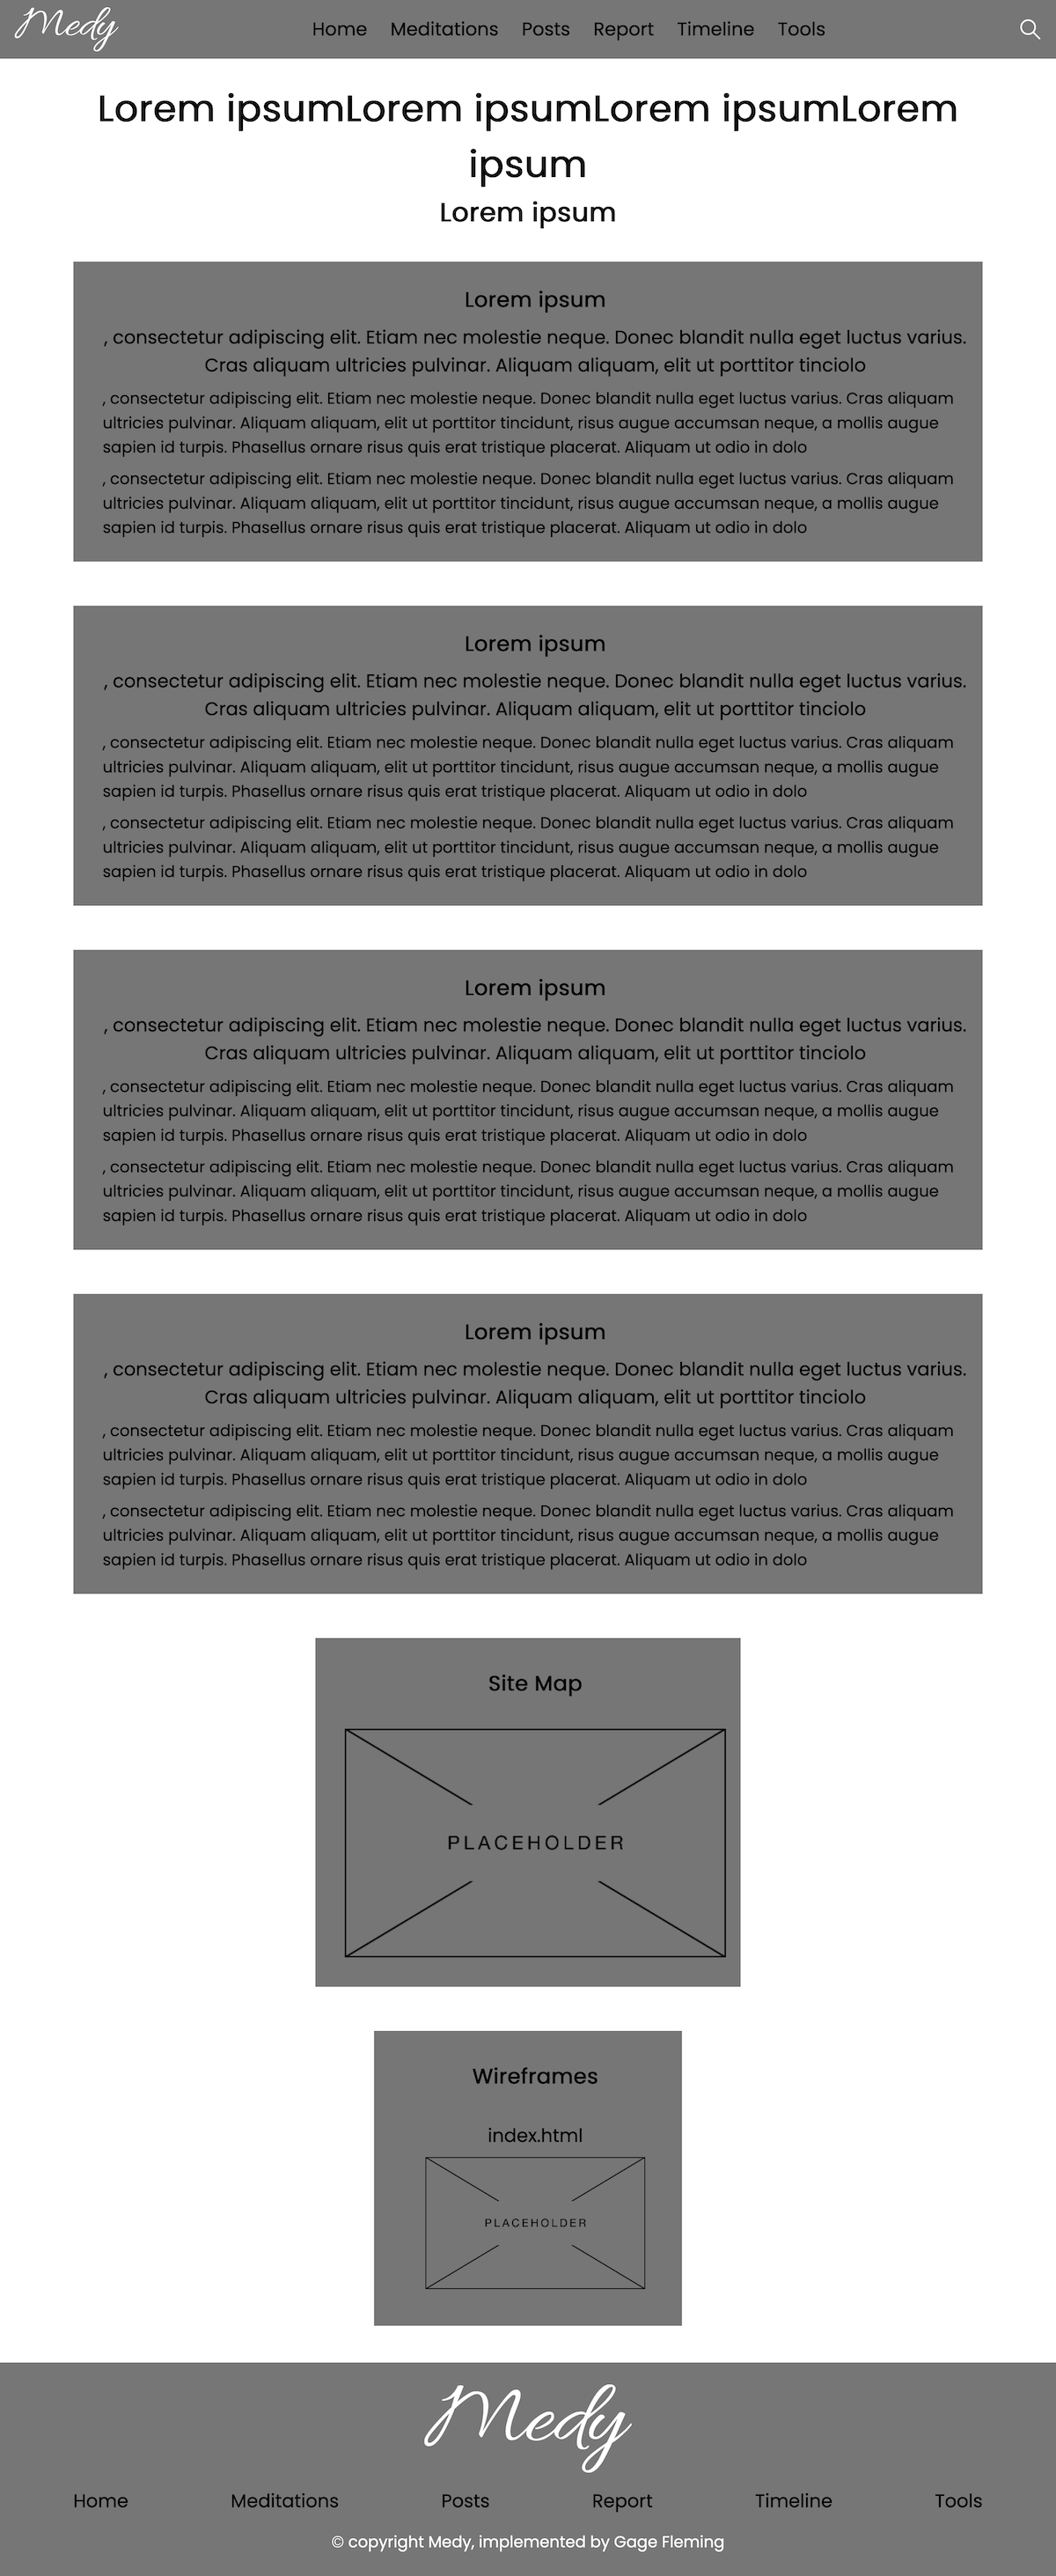 Medy
Home Meditations Posts Report Timeline Tools
Lorem ipsumLorem ipsumLorem ipsumLorem
ipsum
Lorem ipsum
Lorem ipsum
, consectetur adipiscing elit. Etiam nec molestie neque. Donec blandit nulla eget luctus varius.
Cras aliquam ultricies pulvinar. Aliquam aliquam, elit ut porttitor tinciolo
, consectetur adipiscing elit. Etiam nec molestie neque. Donec blandit nulla eget luctus varius. Cras aliquam
ultricies pulvinar. Aliquam aliquam, elit ut porttitor tincidunt, risus augue accumsan neque, a mollis augue
sapien id turpis. Phasellus ornare risus quis erat tristique placerat. Aliquam ut odio in dolo
, consectetur adipiscing elit. Etiam nec molestie neque. Donec blandit nulla eget luctus varius. Cras aliquam
ultricies pulvinar. Aliquam aliquam, elit ut porttitor tincidunt, risus augue accumsan neque, a mollis augue
sapien id turpis. Phasellus ornare risus quis erat tristique placerat. Aliquam ut odio in dolo
Lorem ipsum
, consectetur adipiscing elit. Etiam nec molestie neque. Donec blandit nulla eget luctus varius.
Cras aliquam ultricies pulvinar. Aliquam aliquam, elit ut porttitor tinciolo
, consectetur adipiscing elit. Etiam nec molestie neque. Donec blandit nulla eget luctus varius. Cras aliquam
ultricies pulvinar. Aliquam aliquam, elit ut porttitor tincidunt, risus augue accumsan neque, a mollis augue
sapien id turpis. Phasellus ornare risus quis erat tristique placerat. Aliquam ut odio in dolo
, consectetur adipiscing elit. Etiam nec molestie neque. Donec blandit nulla eget luctus varius. Cras aliquam
ultricies pulvinar. Aliquam aliquam, elit ut porttitor tincidunt, risus augue accumsan neque, a mollis augue
sapien id turpis. Phasellus ornare risus quis erat tristique placerat. Aliquam ut odio in dolo
Lorem ipsum
, consectetur adipiscing elit. Etiam nec molestie neque. Donec blandit nulla eget luctus varius.
Cras aliquam ultricies pulvinar. Aliquam aliquam, elit ut porttitor tinciolo
, consectetur adipiscing elit. Etiam nec molestie neque. Donec blandit nulla eget luctus varius. Cras aliquam
ultricies pulvinar. Aliquam aliquam, elit ut porttitor tincidunt, risus augue accumsan neque, a mollis augue
sapien id turpis. Phasellus ornare risus quis erat tristique placerat. Aliquam ut odio in dolo
, consectetur adipiscing elit. Etiam nec molestie neque. Donec blandit nulla eget luctus varius. Cras aliquam
ultricies pulvinar. Aliquam aliquam, elit ut porttitor tincidunt, risus augue accumsan neque, a mollis augue
sapien id turpis. Phasellus ornare risus quis erat tristique placerat. Aliquam ut odio in dolo
Lorem ipsum
, consectetur adipiscing elit. Etiam nec molestie neque. Donec blandit nulla eget luctus varius.
Cras aliquam ultricies pulvinar. Aliquam aliquam, elit ut porttitor tinciolo
, consectetur adipiscing elit. Etiam nec molestie neque. Donec blandit nulla eget luctus varius. Cras aliquam
ultricies pulvinar. Aliquam aliquam, elit ut porttitor tincidunt, risus augue accumsan neque, a mollis augue
sapien id turpis. Phasellus ornare risus quis erat tristique placerat. Aliquam ut odio in dolo
, consectetur adipiscing elit. Etiam nec molestie neque. Donec blandit nulla eget luctus varius. Cras aliquam
ultricies pulvinar. Aliquam aliquam, elit ut porttitor tincidunt, risus augue accumsan neque, a mollis augue
sapien id turpis. Phasellus ornare risus quis erat tristique placerat. Aliquam ut odio in dolo
Site Map
PLACEHOLDER
Wireframes
index.html
PLACEHOLDER
Medy
Home Meditations Posts Report Timeline Tools
© copyright Medy, implemented by Gage Fleming